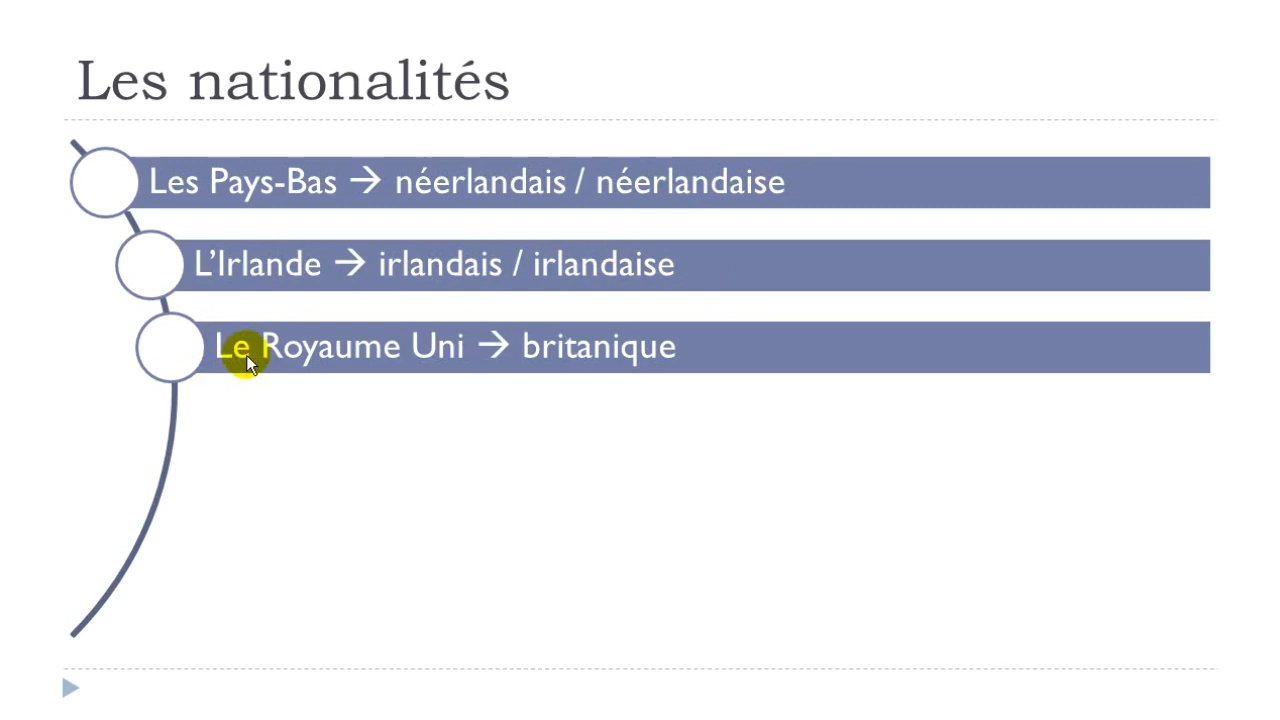 Les nationalités
Les Pays-Bas → néerlandais / néerlandaise
L’Irlande → irlandais / irlandaise
Le Royaume Uni → britanique